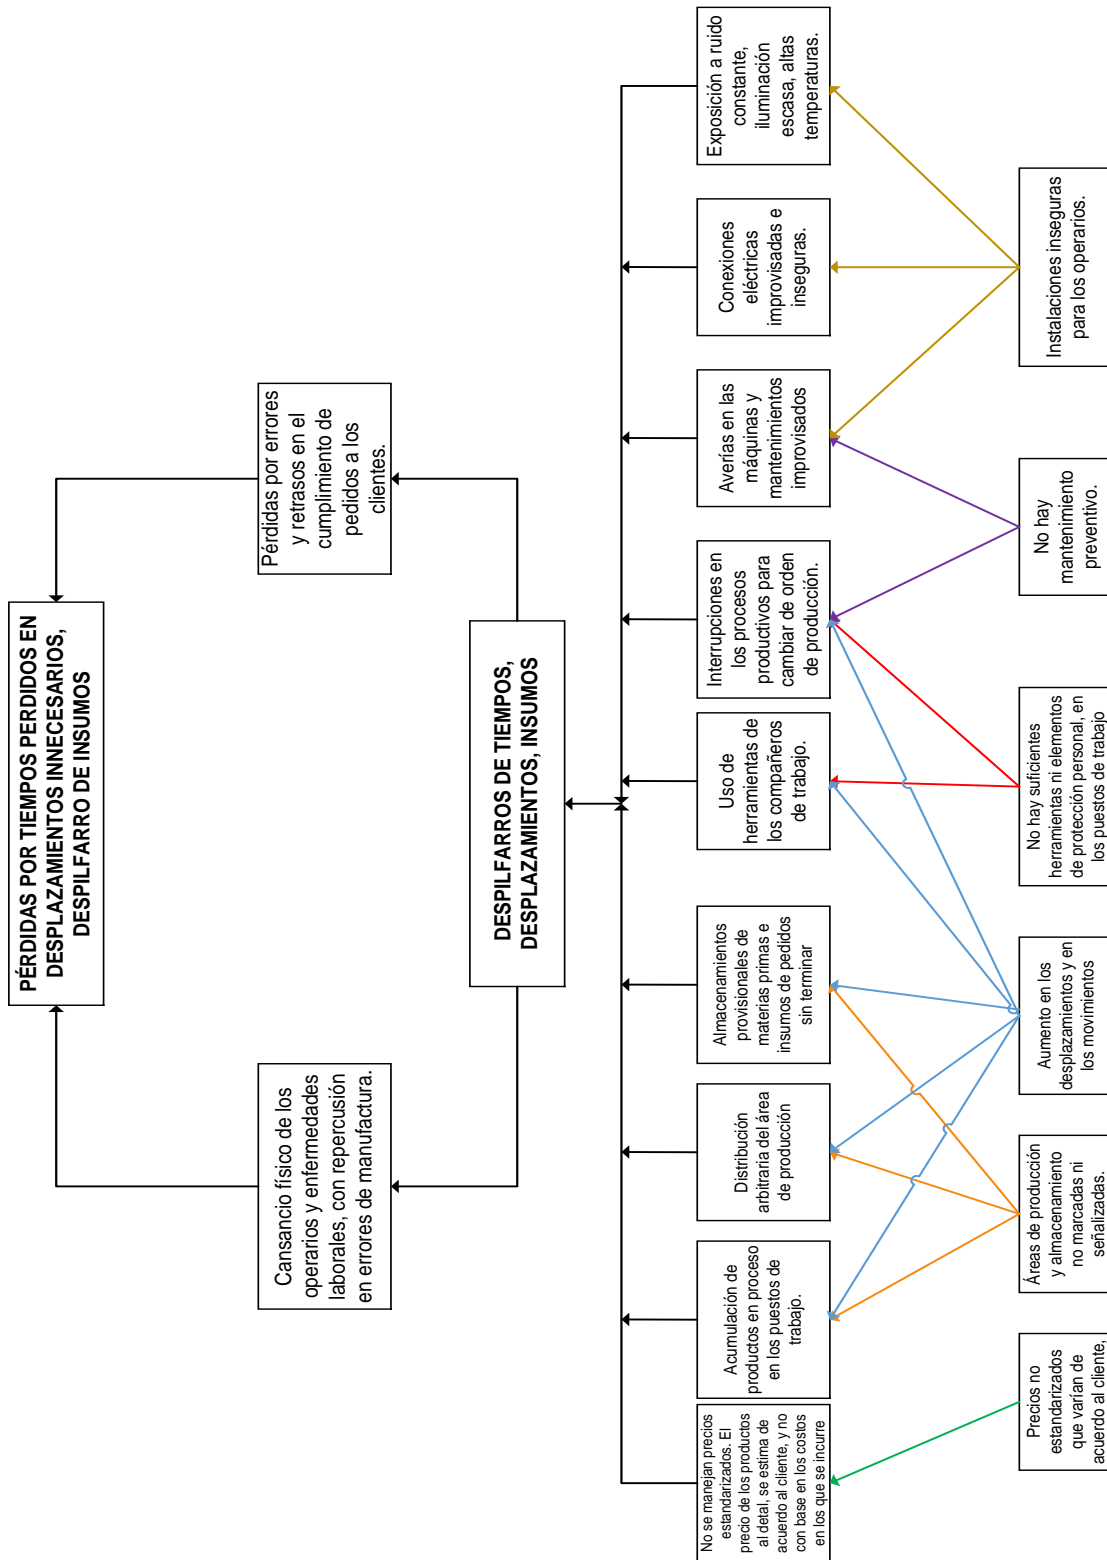 PÉRDIDAS POR TIEMPOS PERDIDOS EN
DESPLAZAMIENTOS INNECESARIOS,
DESPILFARRO DE INSUMOS
Cansancio físico de los
operarios y enfermedades
laborales, con repercusión
en errores de manufactura.
Pérdidas por errores
y retrasos en el
cumplimiento de
pedidos a los
clientes.
DESPILFARROS DE TIEMPO,
DESPLAZAMIENTOS, INSUMOS
No se manejan precios
estandarizados. El
precio de los productos
al detal, se estima de
acuerdo al cliente, y no
con base en los costos
en los que se incurre
Acumulación de
productos en proceso
en los puestos de
trabajo.
Distribución
arbitraria del área
de producción
Almacenamientos
provisionales de
materias primas e
insumos de pedidos
sin terminar
Uso de
herramientas de
los compañeros
de trabajo.
Interrupciones en
los procesos
productivos para
cambiar de orden
de producción.
Averías en las
máquinas y
mantenimientos
improvisados
Conexiones
eléctricas
improvisadas e
inseguras.
Exposición a ruido
constante,
iluminación
escasa, altas
temperaturas.
Precios no
estandarizados
que varían de
acuerdo al cliente,
Áreas de producción
y almacenamiento
no marcadas ni
señalizadas.
Aumento en los
desplazamientos y en
los movimientos
No hay suficientes
herramientas ni elementos
de protección personal, en
los puestos de trabajo
No hay
mantenimiento
preventivo.
Instalaciones inseguras
para los operarios.